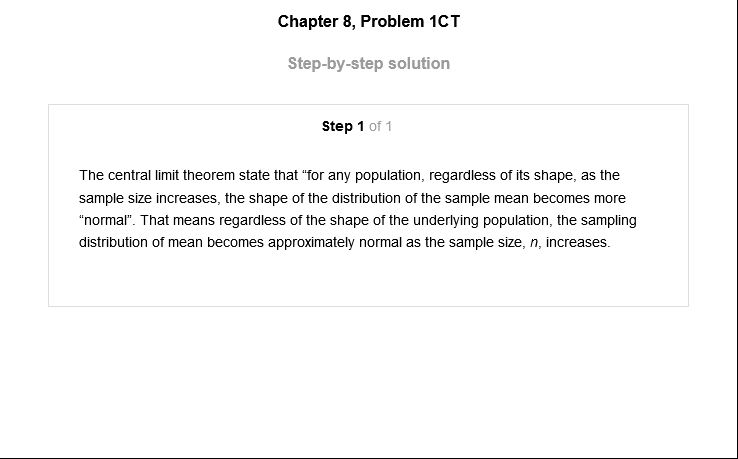 Chapter 8, Problem 1CT
Step-by-step solution
Step 1 of 1
The central limit theorem state that “for any population, regardless of its shape, as the
sample size increases, the shape of the distribution of the sample mean becomes more
“normal”. That means regardless of the shape of the underlying population, the sampling
distribution of mean becomes approximately normal as the sample size, n, increases.